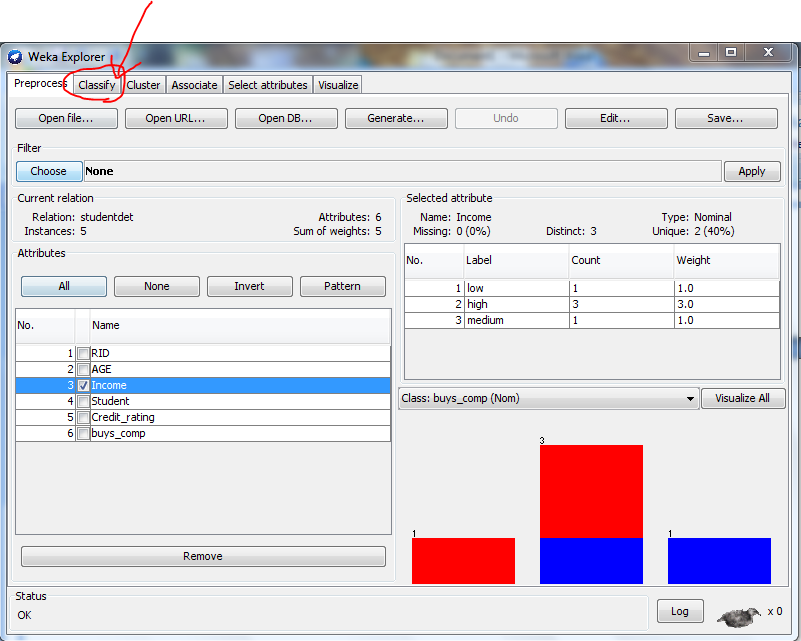 Weka Explorer
Preprocess Classify Cluster Associate Select attributes Visualize
Open file... Open URL... Open DB... Generate... Undo Edit... Save...
Filter
Choose None Apply
Current relation
Relation: studentdet Attributes: 6
Instances: 5 Sum of weights: 5
Selected attribute
Name: Income Type: Nominal
Missing: 0 (0%) Distinct: 3 Unique: 2 (40%)
Attributes
All None Invert Pattern
No. Name
1 RID
2 AGE
3 Income
4 Student
5 Credit_rating
6 buys_comp
Remove
No. Label Count Weight
1 low 1 1.0
2 high 3 3.0
3 medium 1 1.0
Class: buys_comp (Nom) Visualize All
1 3 1
Status
OK Log x 0